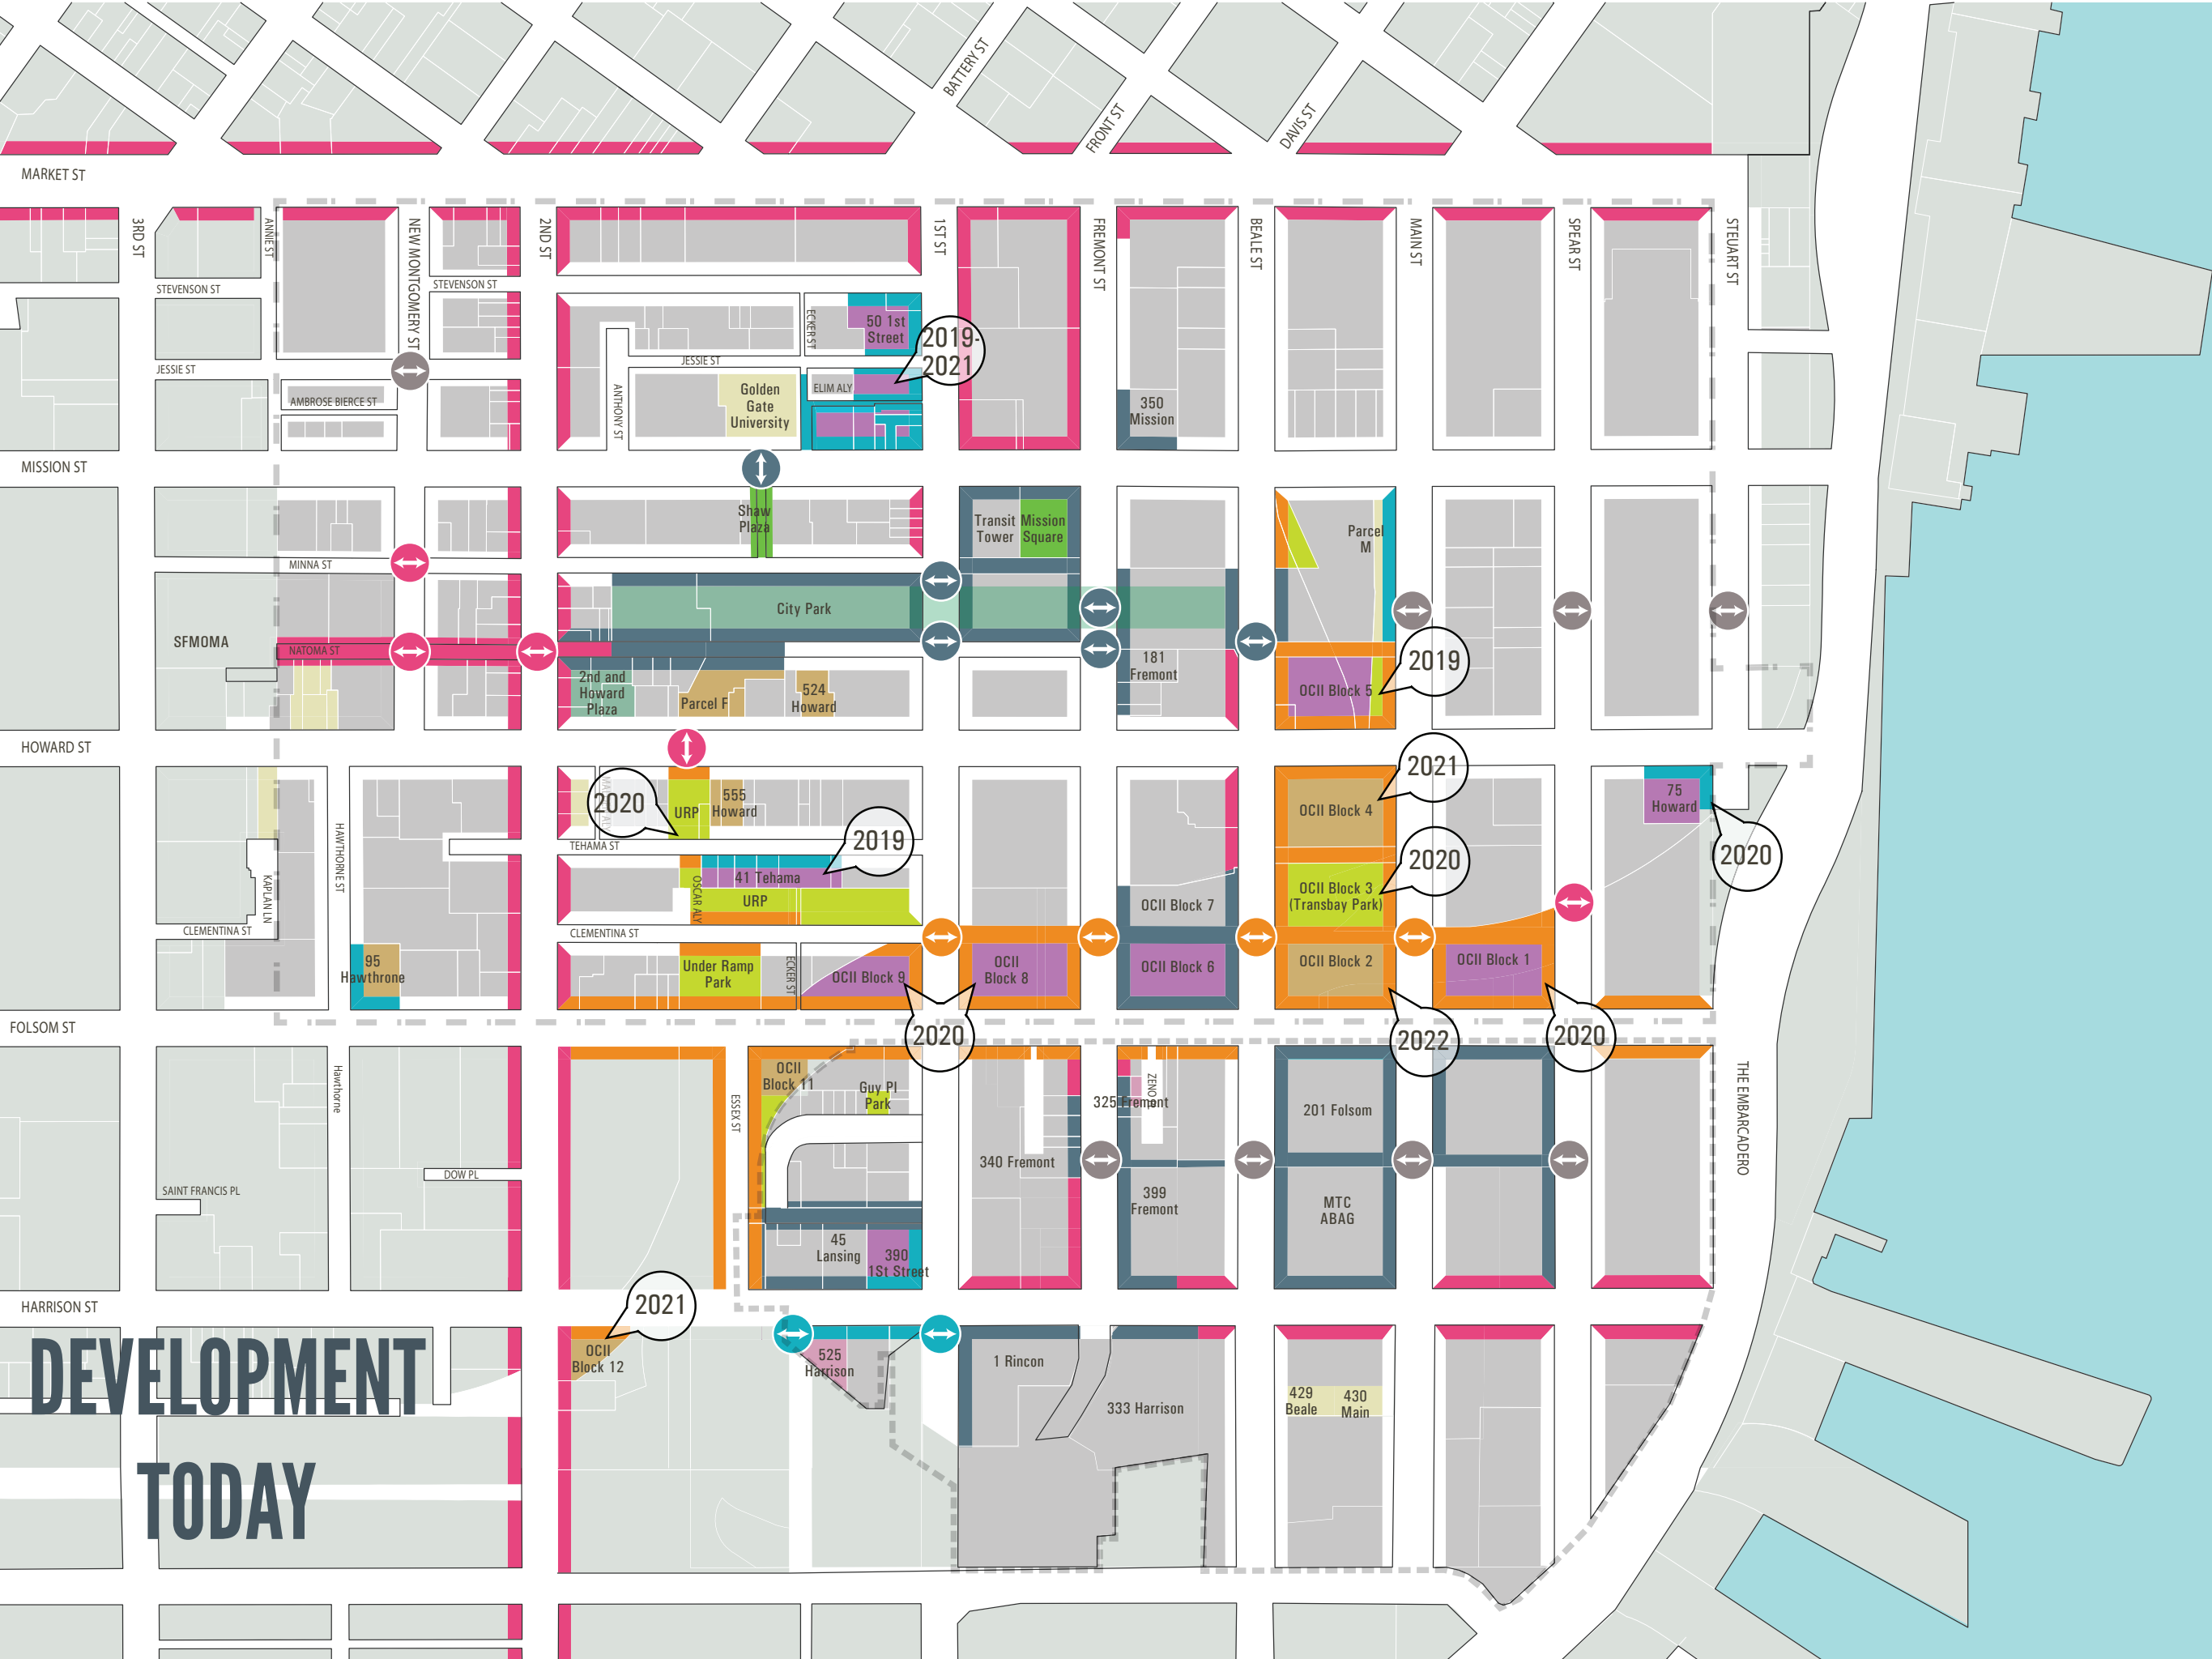 BATTERY ST
FRONT ST
DAVIS ST
MARKET ST
3RD ST
ANNIE ST
NEW MONTGOMERY ST
2ND ST
1ST ST
FREMONT ST
BEALE ST
MAIN ST
SPEAR ST
STEUART ST
STEVENSON ST
STEVENSON ST
ECKER ST
50 1st
Street
2019-
2021
JESSIE ST
JESSIE ST
AMBROSE BIERCE ST
ANTHONY ST
Golden
Gate
University
ELIM ALY
350
Mission
MISSION ST
Shaw
Plaza
Transit
Tower
Mission
Square
Parcel
M
MINNA ST
City Park
SFMOMA
NATOMA ST
2nd and
Howard
Plaza
Parcel F
524
Howard
181
Fremont
OCII Block 5
2019
HOWARD ST
2020
URP
555
Howard
2021
OCII Block 4
75
Howard
2020
TEHAMA ST
2019
HAWTHORNE ST
KAPLAN LN
OSCAR ALY
41 Tehama
URP
2020
OCII Block 3
(Transbay Park)
OCII Block 7
CLEMENTINA ST
CLEMENTINA ST
95
Hawthrone
Under Ramp
Park
ECKER ST
OCII Block 9
OCII
Block 8
OCII Block 6
OCII Block 2
OCII Block 1
FOLSOM ST
2020
2022
2020
Hawthorne
ESSEX ST
OCII
Block 11
Guy Pl
Park
325 Fremont
201 Folsom
THE EMBARCADERO
340 Fremont
DOW PL
SAINT FRANCIS PL
399
Fremont
MTC
ABAG
45
Lansing
390
1St Street
HARRISON ST
2021
OCII
Block 12
525
Harrison
1 Rincon
333 Harrison
429
Beale
430
Main
DEVELOPMENT
TODAY